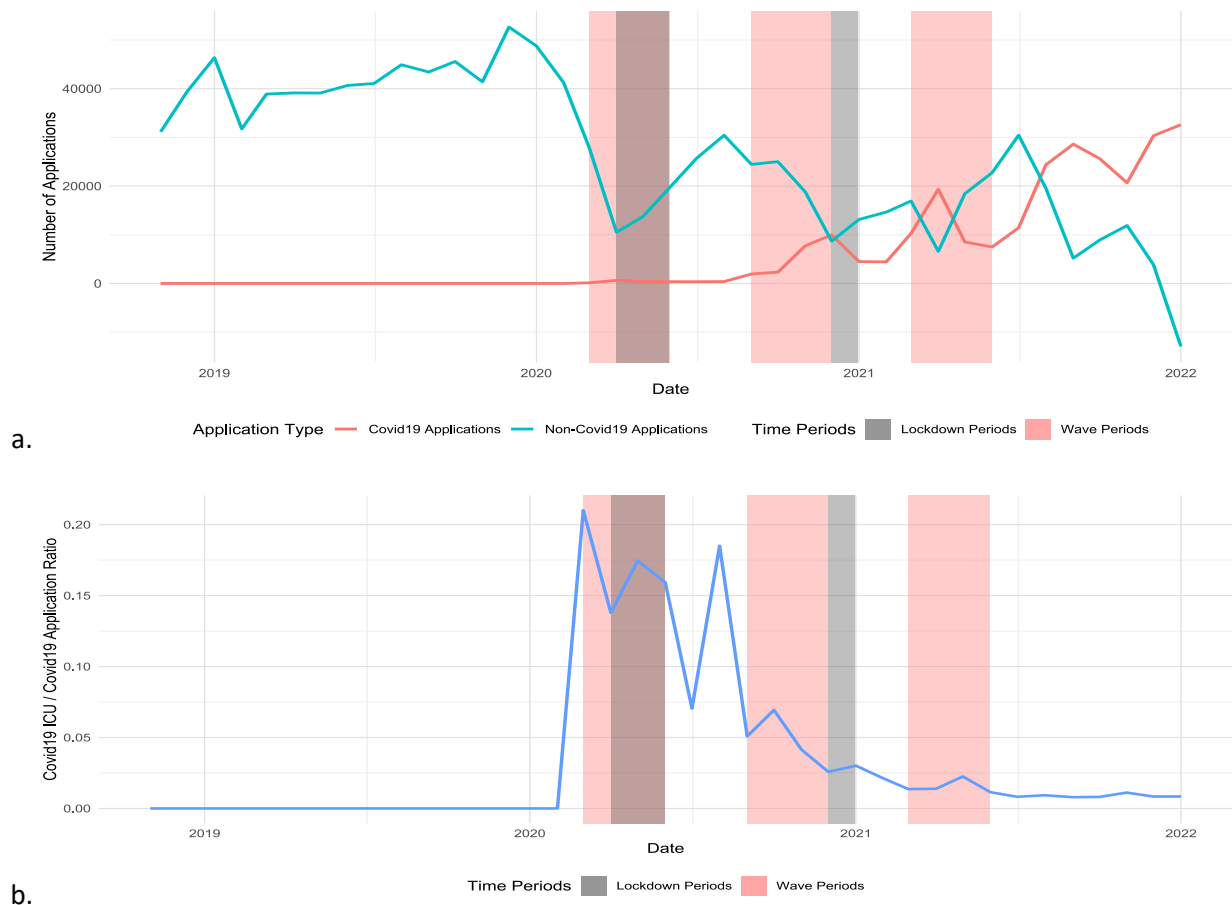 Number of Applications
40000
20000
0
2019
2020
2021
2022
Date
Application Type
Covid19 Applications
Non-Covid19 Applications
Time Periods
Lockdown Periods
Wave Periods
a.
Covid19 ICU / Covid19 Application Ratio
0.20
0.15
0.10
0.05
0.00
2019
2020
2021
2022
Date
Time Periods
Lockdown Periods
Wave Periods
b.